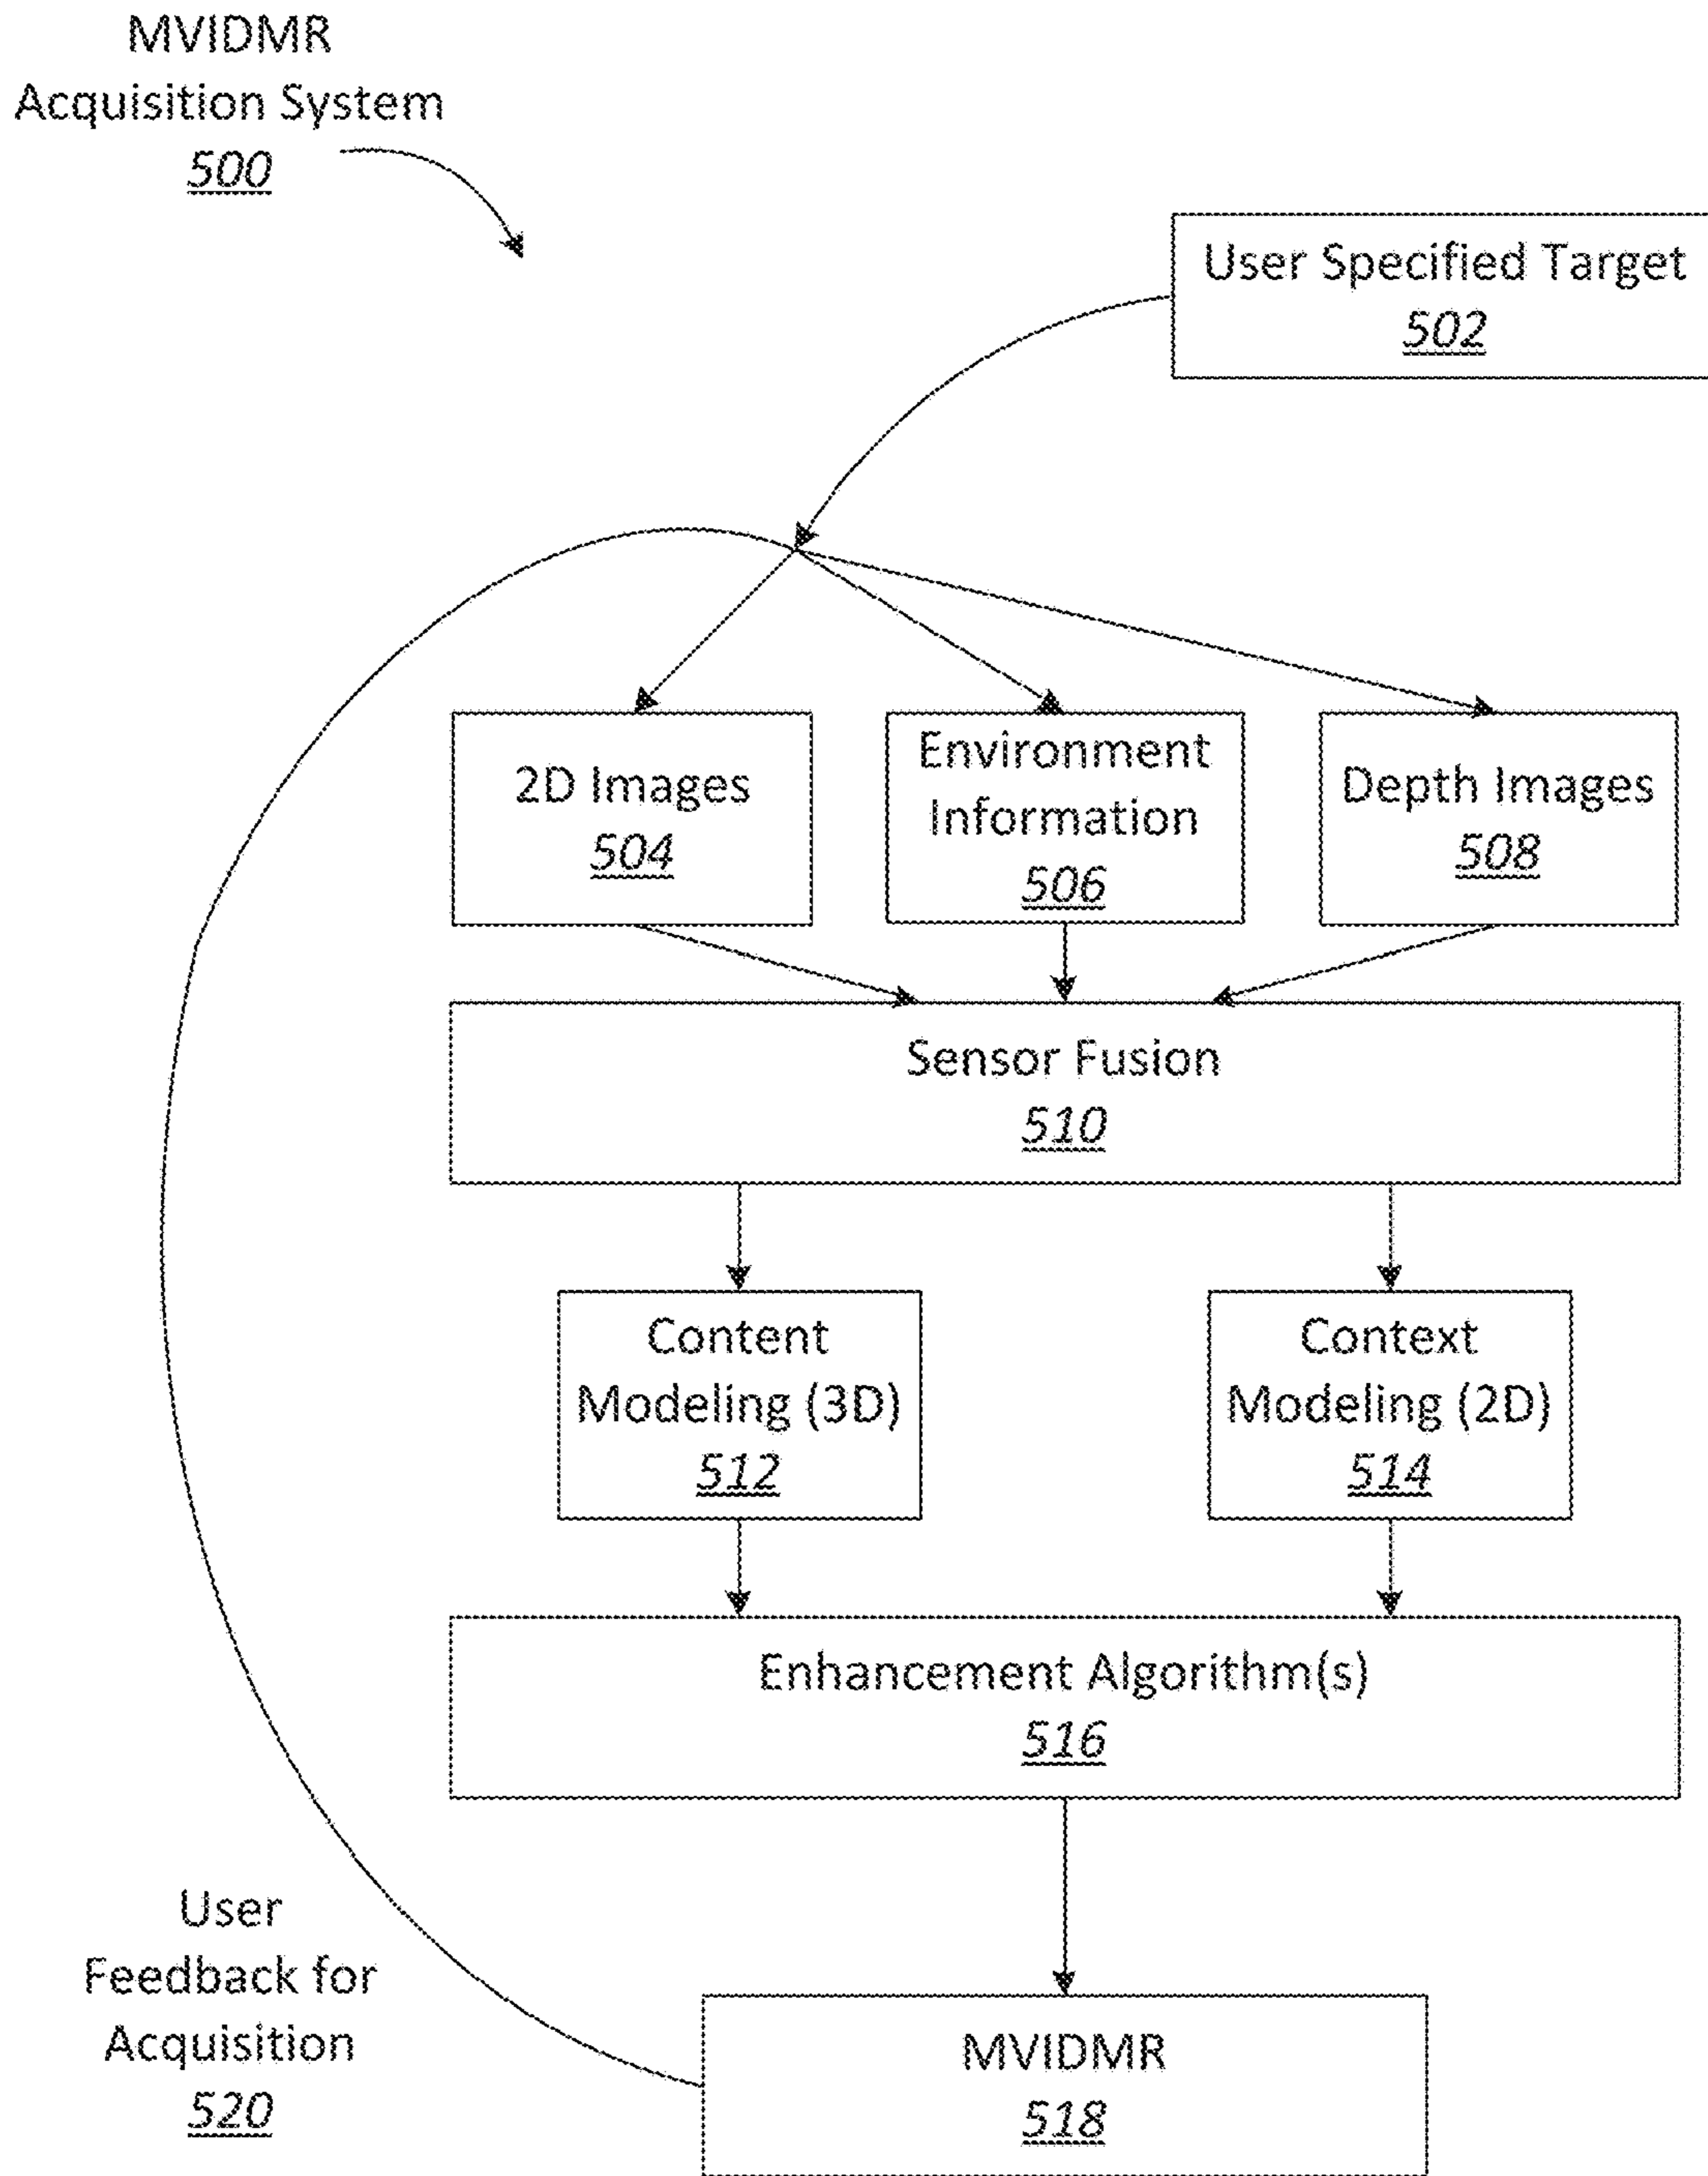 MVIDMR
Acquisition System
500
User Specified Target
502
2D Images
504
Environment
Information
506
Depth Images
508
Sensor Fusion
510
Content
Modeling (3D)
512
Context
Modeling (2D)
514
Enhancement Algorithm(s)
516
User
Feedback for
Acquisition
520
MVIDMR
518